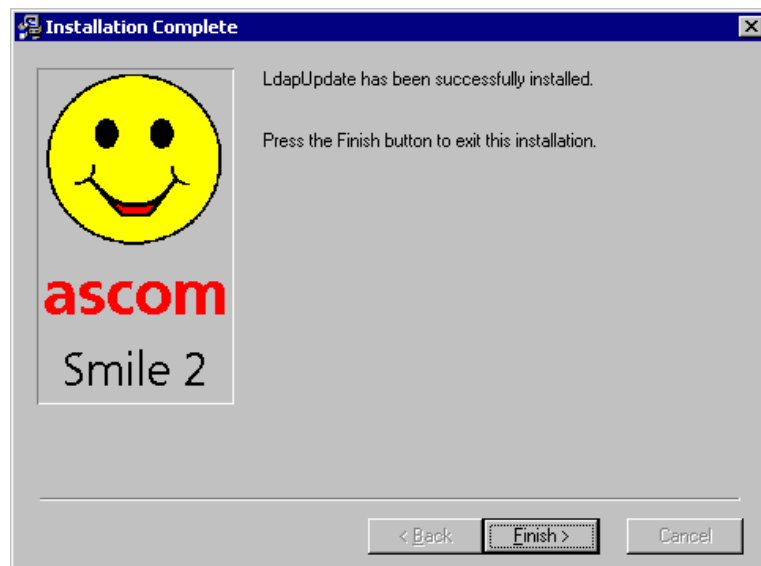 Installation Complete
LdapUpdate has been successfully installed.
Press the Finish button to exit this installation.
ascom
Smile 2
< Back
Finish >
Cancel